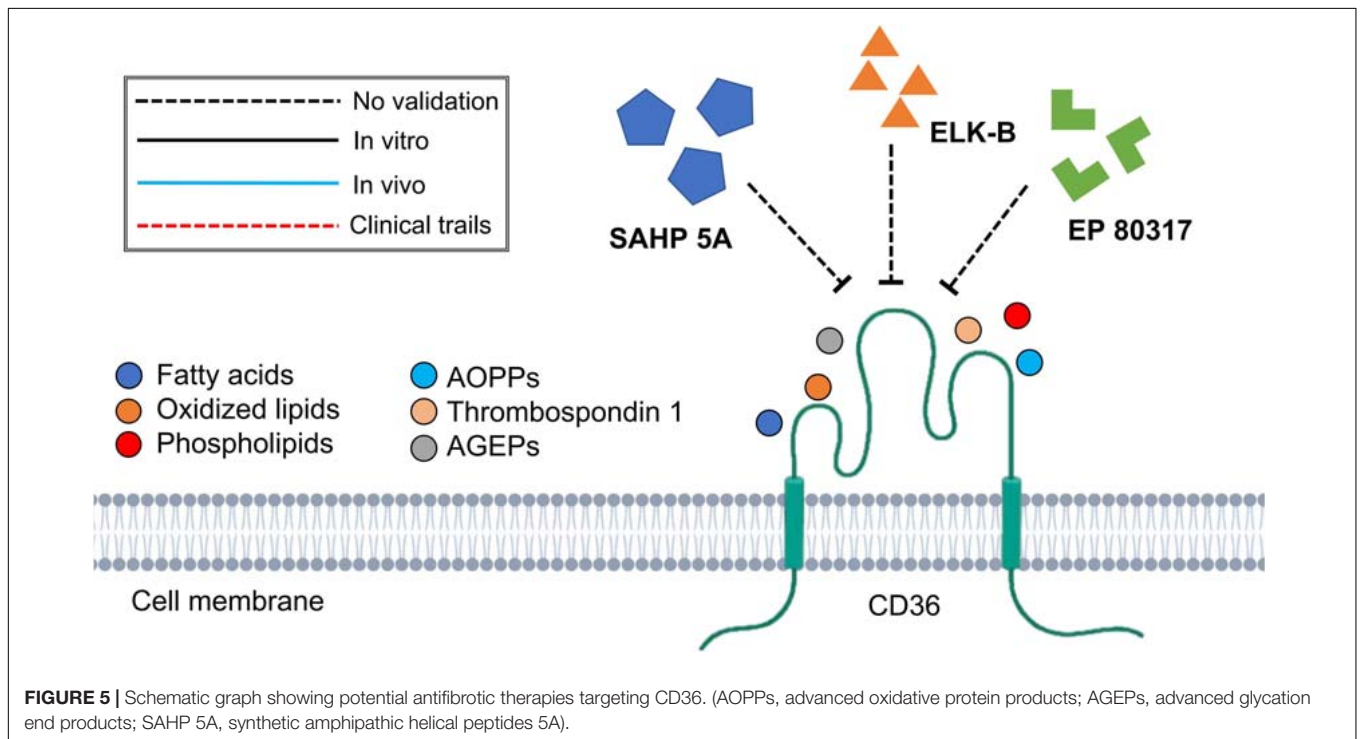 No validation
In vitro
In vivo
Clinical trails
SAHP 5A
ELK-B
EP 80317
Fatty acids
Oxidized lipids
Phospholipids
AOPPs
Thrombospondin 1
AGEPs
Cell membrane
CD36
FIGURE 5 | Schematic graph showing potential antifibrotic therapies targeting CD36. (AOPPs, advanced oxidative protein products; AGEPs, advanced glycation
end products; SAHP 5A, synthetic amphipathic helical peptides 5A).